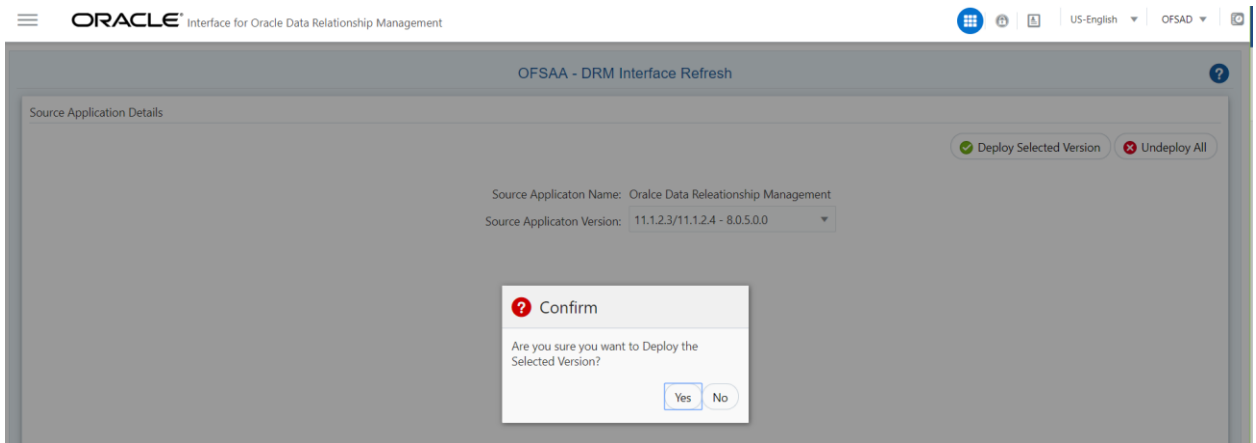 ORACLE® Interface for Oracle Data Relationship Management
US-English
OFSAD
OFSAA - DRM Interface Refresh
?
Source Application Details
Deploy Selected Version
Undeploy All
Source Applicaton Name: Oralce Data Releationship Management
Source Applicaton Version: 11.1.2.3/11.1.2.4 - 8.0.5.0.0
? Confirm
Are you sure you want to Deploy the
Selected Version?
Yes No